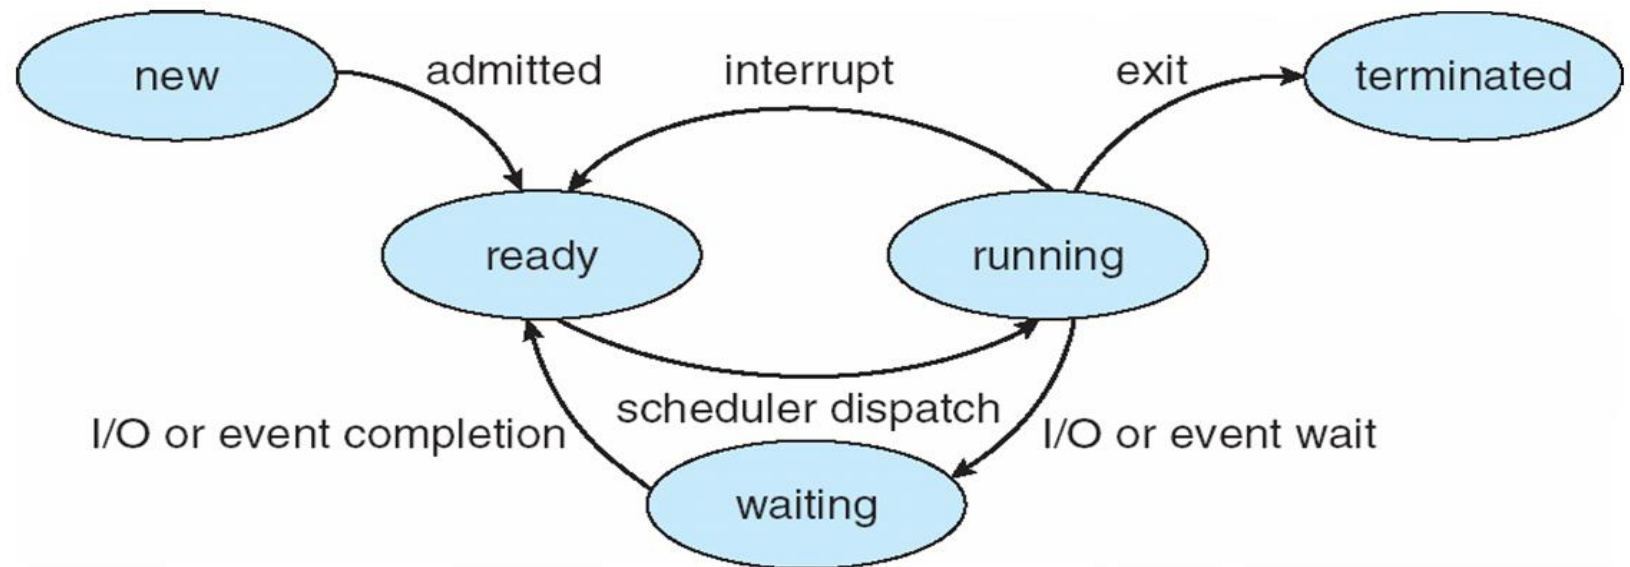 new
admitted
interrupt
exit
terminated
ready
running
scheduler dispatch
I/O or event completion
I/O or event wait
waiting